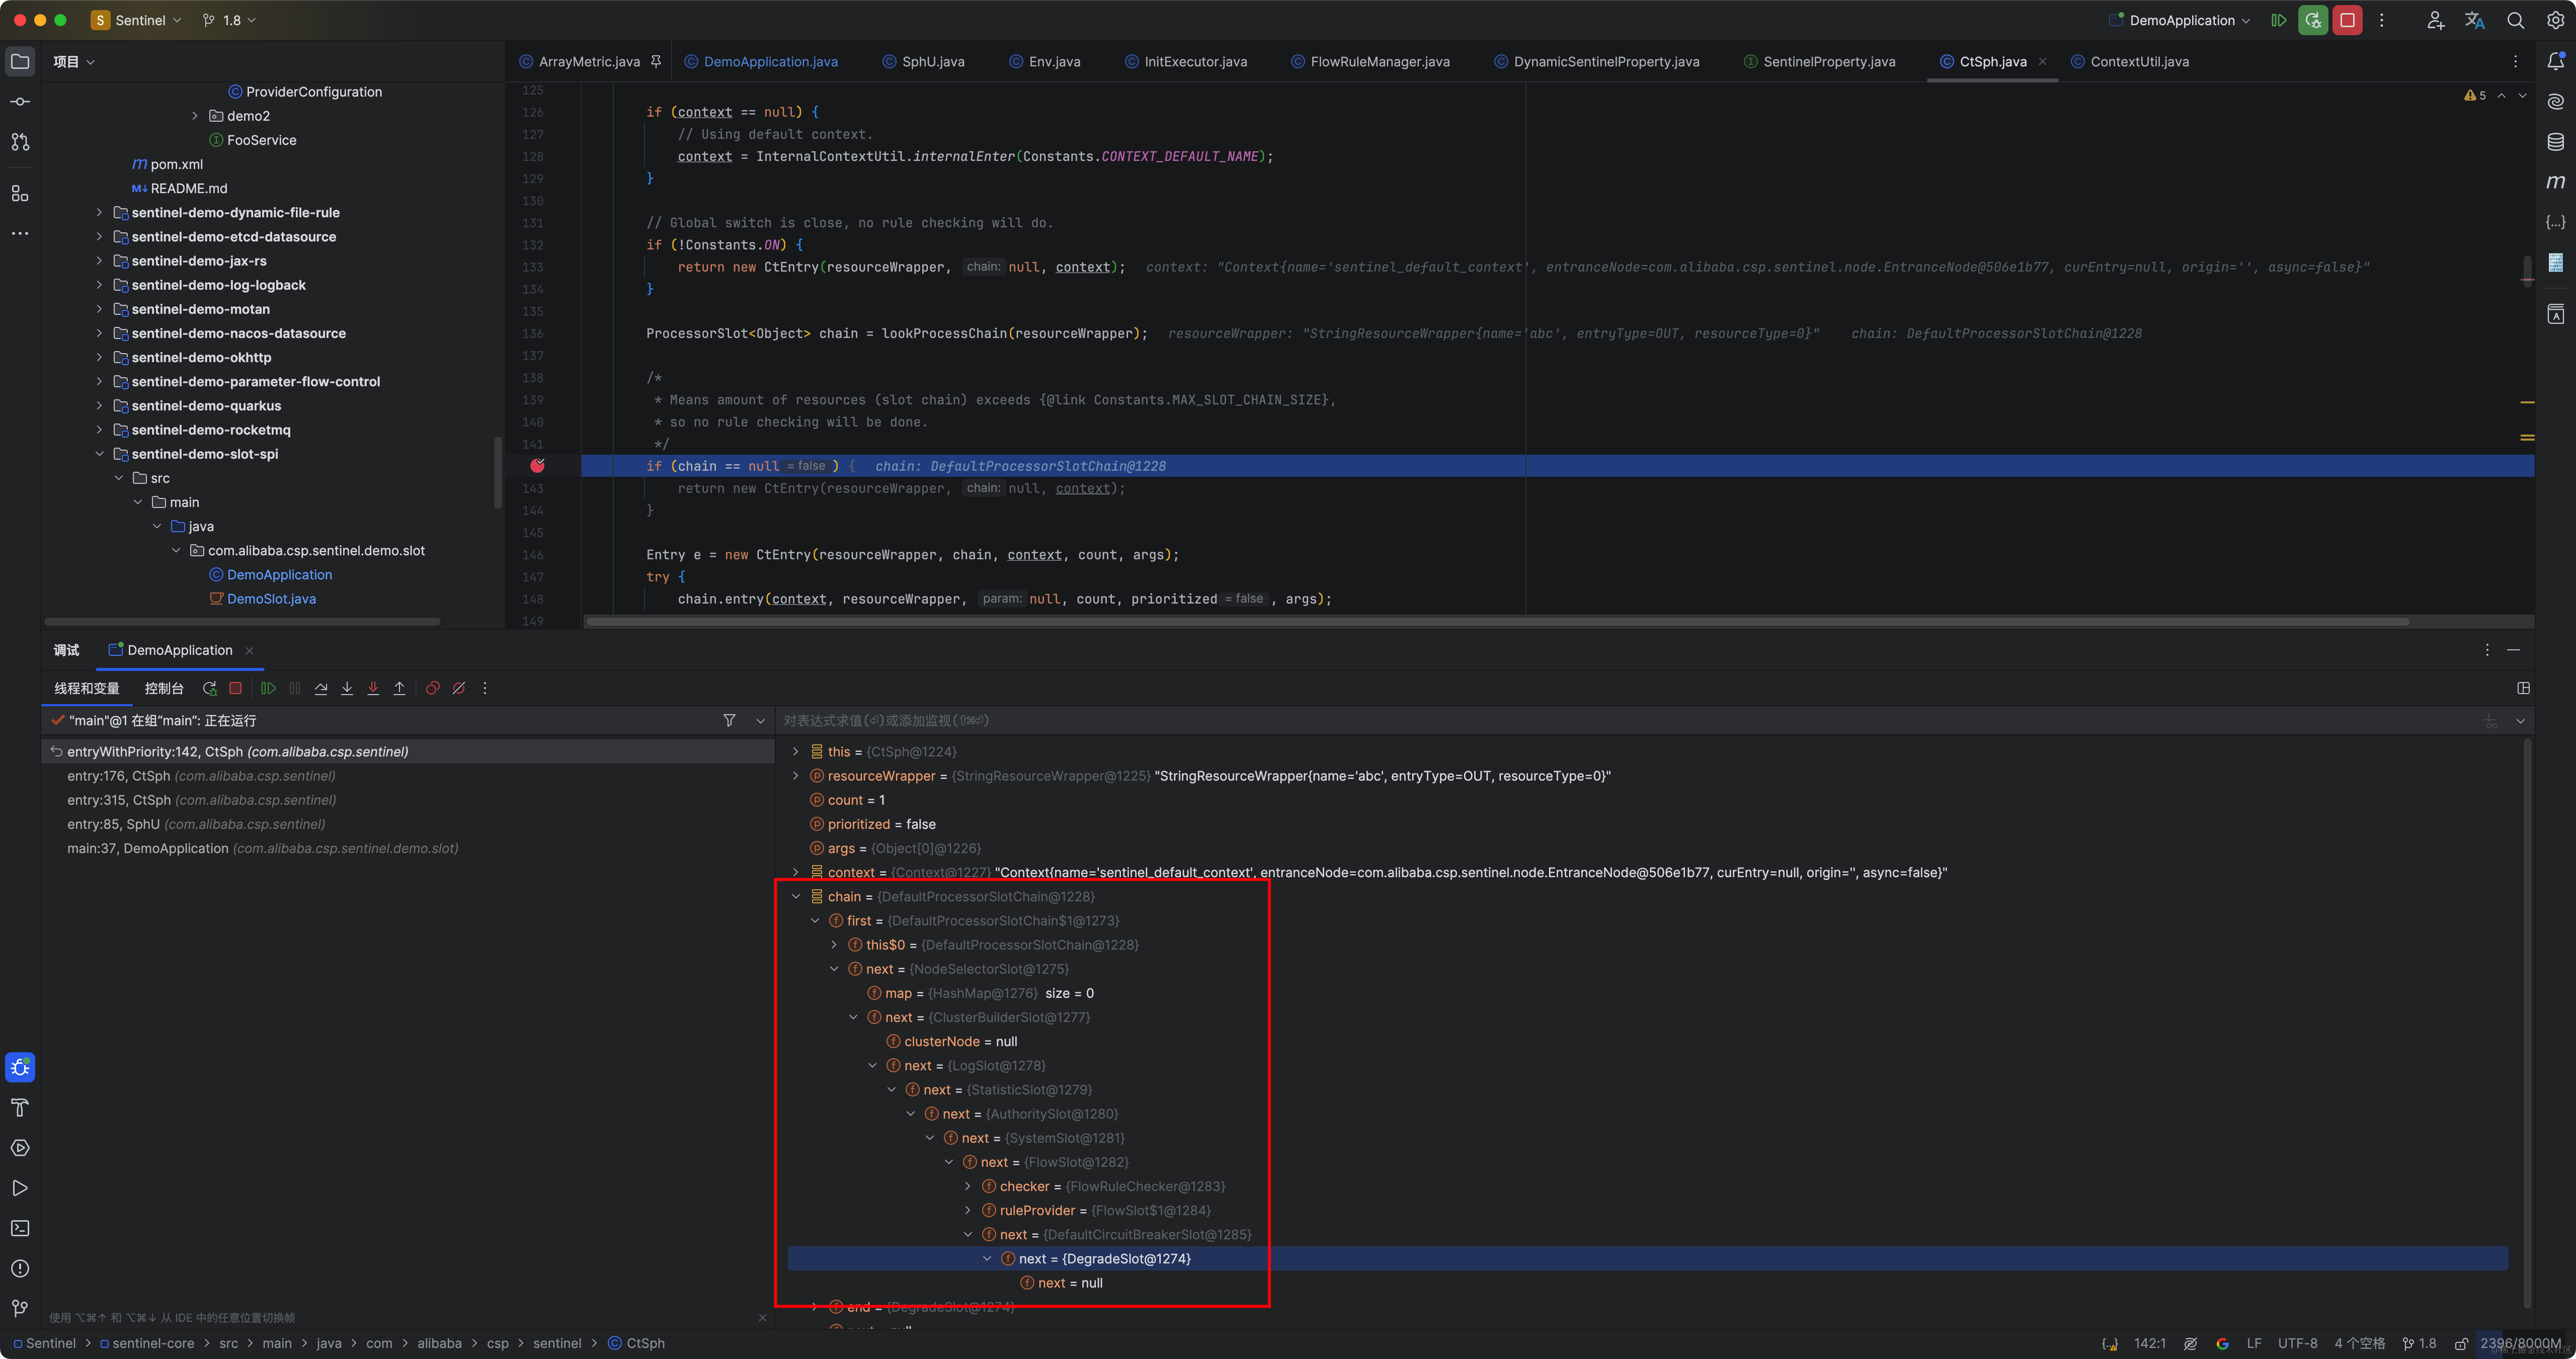 S Sentinel 1.8 DemoApplication
项目
ArrayMetric.java DemoApplication.java SphU.java Env.java InitExecutor.java FlowRuleManager.java DynamicSentinelProperty.java SentinelProperty.java CtSph.java ContextUtil.java
ProviderConfiguration
demo2
FooService
pom.xml
README.md
sentinel-demo-dynamic-file-rule
sentinel-demo-etcd-datasource
sentinel-demo-jax-rs
sentinel-demo-log-logback
sentinel-demo-motan
sentinel-demo-nacos-datasource
sentinel-demo-okhttp
sentinel-demo-parameter-flow-control
sentinel-demo-quarkus
sentinel-demo-rocketmq
sentinel-demo-slot-spi
src
main
java
com.alibaba.csp.sentinel.demo.slot
DemoApplication
DemoSlot.java
5
125
126 if (context == null) {
127 // Using default context.
128 context = InternalContextUtil.internalEnter(Constants.CONTEXT_DEFAULT_NAME);
129 }
130
131 // Global switch is close, no rule checking will do.
132 if (!Constants.ON) {
133 return new CtEntry(resourceWrapper, chain: null, context); context: "Context{name='sentinel_default_context', entranceNode=com.alibaba.csp.sentinel.node.EntranceNode@506e1b77, curEntry=null, origin='', async=false}"
134 }
135
136 ProcessorSlot<Object> chain = lookProcessChain(resourceWrapper); resourceWrapper: "StringResourceWrapper{name='abc', entryType=OUT, resourceType=0}" chain: DefaultProcessorSlotChain@1228
137
138 /*
139 * Means amount of resources (slot chain) exceeds {@link Constants.MAX_SLOT_CHAIN_SIZE},
140 * so no rule checking will be done.
141 */
if (chain == null = false ) { chain: DefaultProcessorSlotChain@1228
143 return new CtEntry(resourceWrapper, chain: null, context);
144 }
145
146 Entry e = new CtEntry(resourceWrapper, chain, context, count, args);
147 try {
148 chain.entry(context, resourceWrapper, param: null, count, prioritized = false , args);
149
调试 DemoApplication
线程和变量 控制台
"main"@1 在组"main": 正在运行
entryWithPriority:142, CtSph (com.alibaba.csp.sentinel)
entry:176, CtSph (com.alibaba.csp.sentinel)
entry:315, CtSph (com.alibaba.csp.sentinel)
entry:85, SphU (com.alibaba.csp.sentinel)
main:37, DemoApplication (com.alibaba.csp.sentinel.demo.slot)
使用 ⌥⌘↑ 和 ⌥⌘↓ 从 IDE 中的任意位置切换帧
对表达式求值(⏎)或添加监视(⇧⌘⏎)
this = {CtSph@1224}
resourceWrapper = {StringResourceWrapper@1225} "StringResourceWrapper{name='abc', entryType=OUT, resourceType=0}"
count = 1
prioritized = false
args = {Object[0]@1226}
context = {Context@1227} "Context{name='sentinel_default_context', entranceNode=com.alibaba.csp.sentinel.node.EntranceNode@506e1b77, curEntry=null, origin='', async=false}"
chain = {DefaultProcessorSlotChain@1228}
first = {DefaultProcessorSlotChain$1@1273}
this$0 = {DefaultProcessorSlotChain@1228}
next = {NodeSelectorSlot@1275}
map = {HashMap@1276} size = 0
next = {ClusterBuilderSlot@1277}
clusterNode = null
next = {LogSlot@1278}
next = {StatisticSlot@1279}
next = {AuthoritySlot@1280}
next = {SystemSlot@1281}
next = {FlowSlot@1282}
checker = {FlowRuleChecker@1283}
ruleProvider = {FlowSlot$1@1284}
next = {DefaultCircuitBreakerSlot@1285}
next = {DegradeSlot@1274}
next = null
end = {DegradeSlot@1274}
Sentinel > sentinel-core > src > main > java > com > alibaba > csp > sentinel > CtSph
142:1 LF UTF-8 4 个空格 1.8 2396/8000M